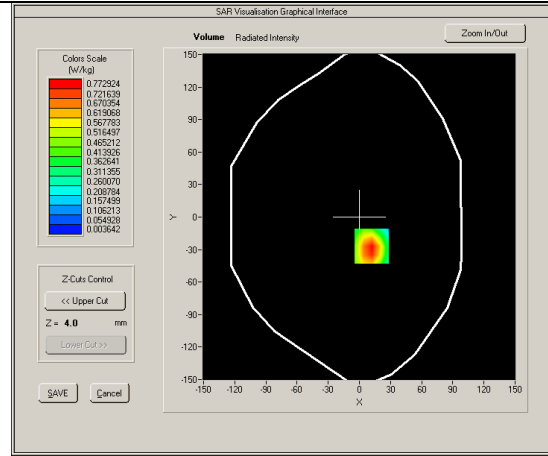 SAR Visualisation Graphical Interface
Volume Radiated Intensity
Zoom In/Out
Colors Scale
(W/kg)
0.772924
0.721639
0.670354
0.619068
0.567783
0.516497
0.465212
0.413926
0.362641
0.311355
0.260070
0.208784
0.157499
0.106213
0.054928
0.003642
Z-Cuts Control
<< Upper Cut
Z = 4.0 mm
Lower Cut >>
SAVE Cancel
150
120
90
60
30
0
-30
-60
-90
-120
-150
Y
-150 -120 -90 -60 -30 0 30 60 90 120 150
X